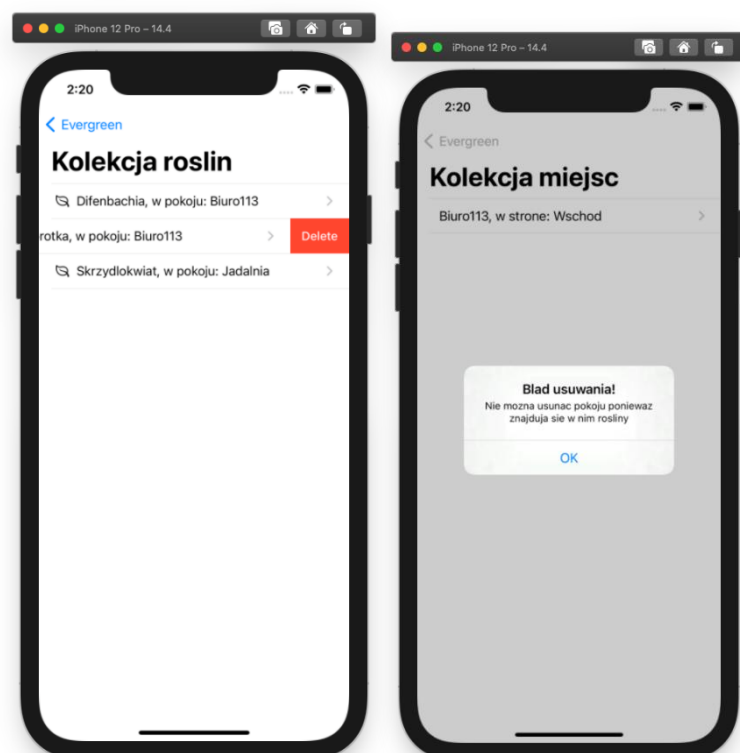 iPhone 12 Pro – 14.4
2:20
Evergreen
Kolekcja roslin
Difenbachia, w pokoju: Biuro113
rotka, w pokoju: Biuro113
Delete
Skrzydlokwiat, w pokoju: Jadalnia
iPhone 12 Pro – 14.4
2:20
Evergreen
Kolekcja miejsc
Biuro113, w strone: Wschod
Blad usuwania!
Nie mozna usunac pokoju poniewaz
znajduja sie w nim rosliny
OK